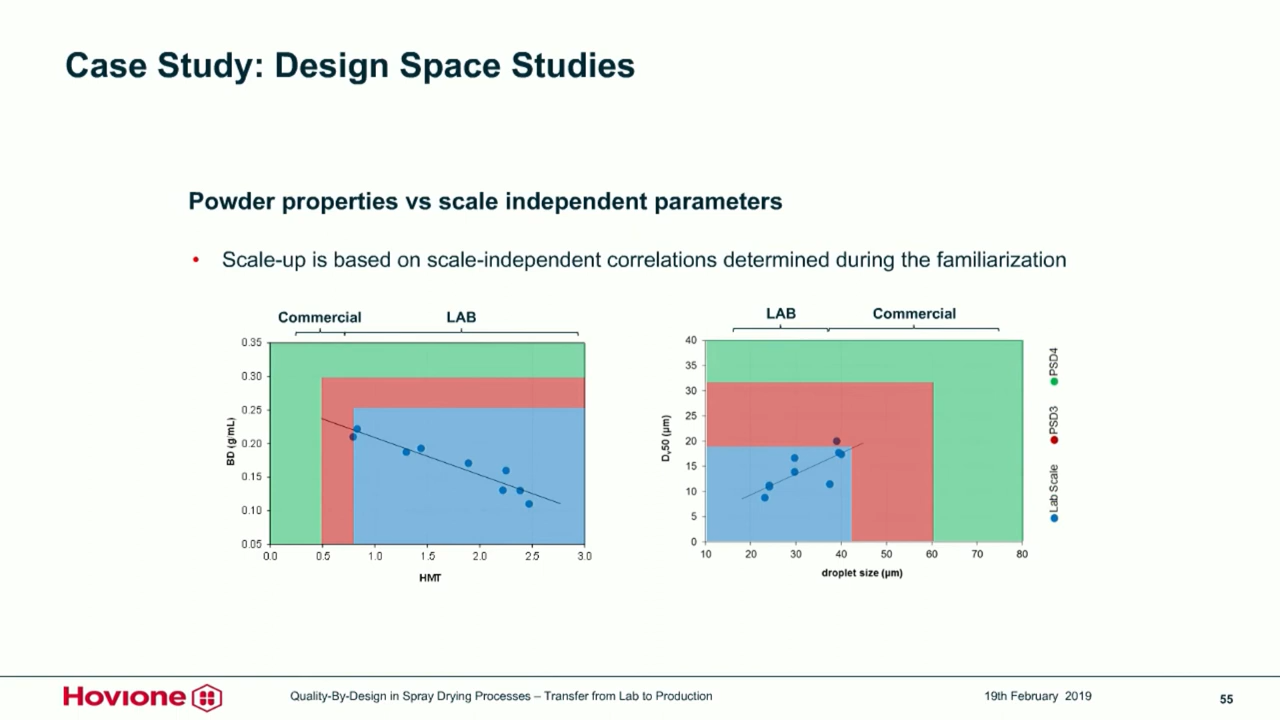 Case Study: Design Space Studies
Powder properties vs scale independent parameters
• Scale-up is based on scale-independent correlations determined during the familiarization
Commercial LAB
0.35
0.30
0.25
0.20
0.15
0.10
0.05
BD (g/mL)
0.0 0.5 1.0 1.5 2.0 2.5 3.0
HMT
LAB Commercial
40
35
30
25
20
15
10
5
0
Dv50 (µm)
10 20 30 40 50 60 70 80
droplet size (µm)
PSD4
PSD3
Lab Scale
Hovione
Quality-By-Design in Spray Drying Processes – Transfer from Lab to Production
19th February 2019
55